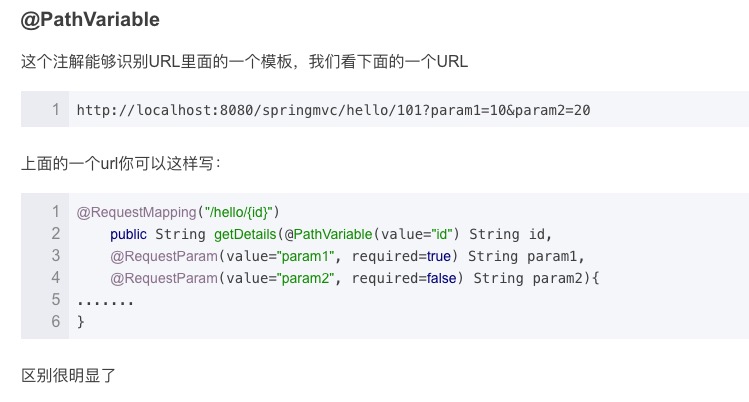 @PathVariable
这个注解能够识别URL里面的一个模板，我们看下面的一个URL
1 http://localhost:8080/springmvc/hello/101?param1=10&param2=20
上面的一个url你可以这样写：
1 @RequestMapping("/hello/{id}")
2     public String getDetails(@PathVariable(value="id") String id,
3     @RequestParam(value="param1", required=true) String param1,
4     @RequestParam(value="param2", required=false) String param2){
5 .......
6 }
区别很明显了